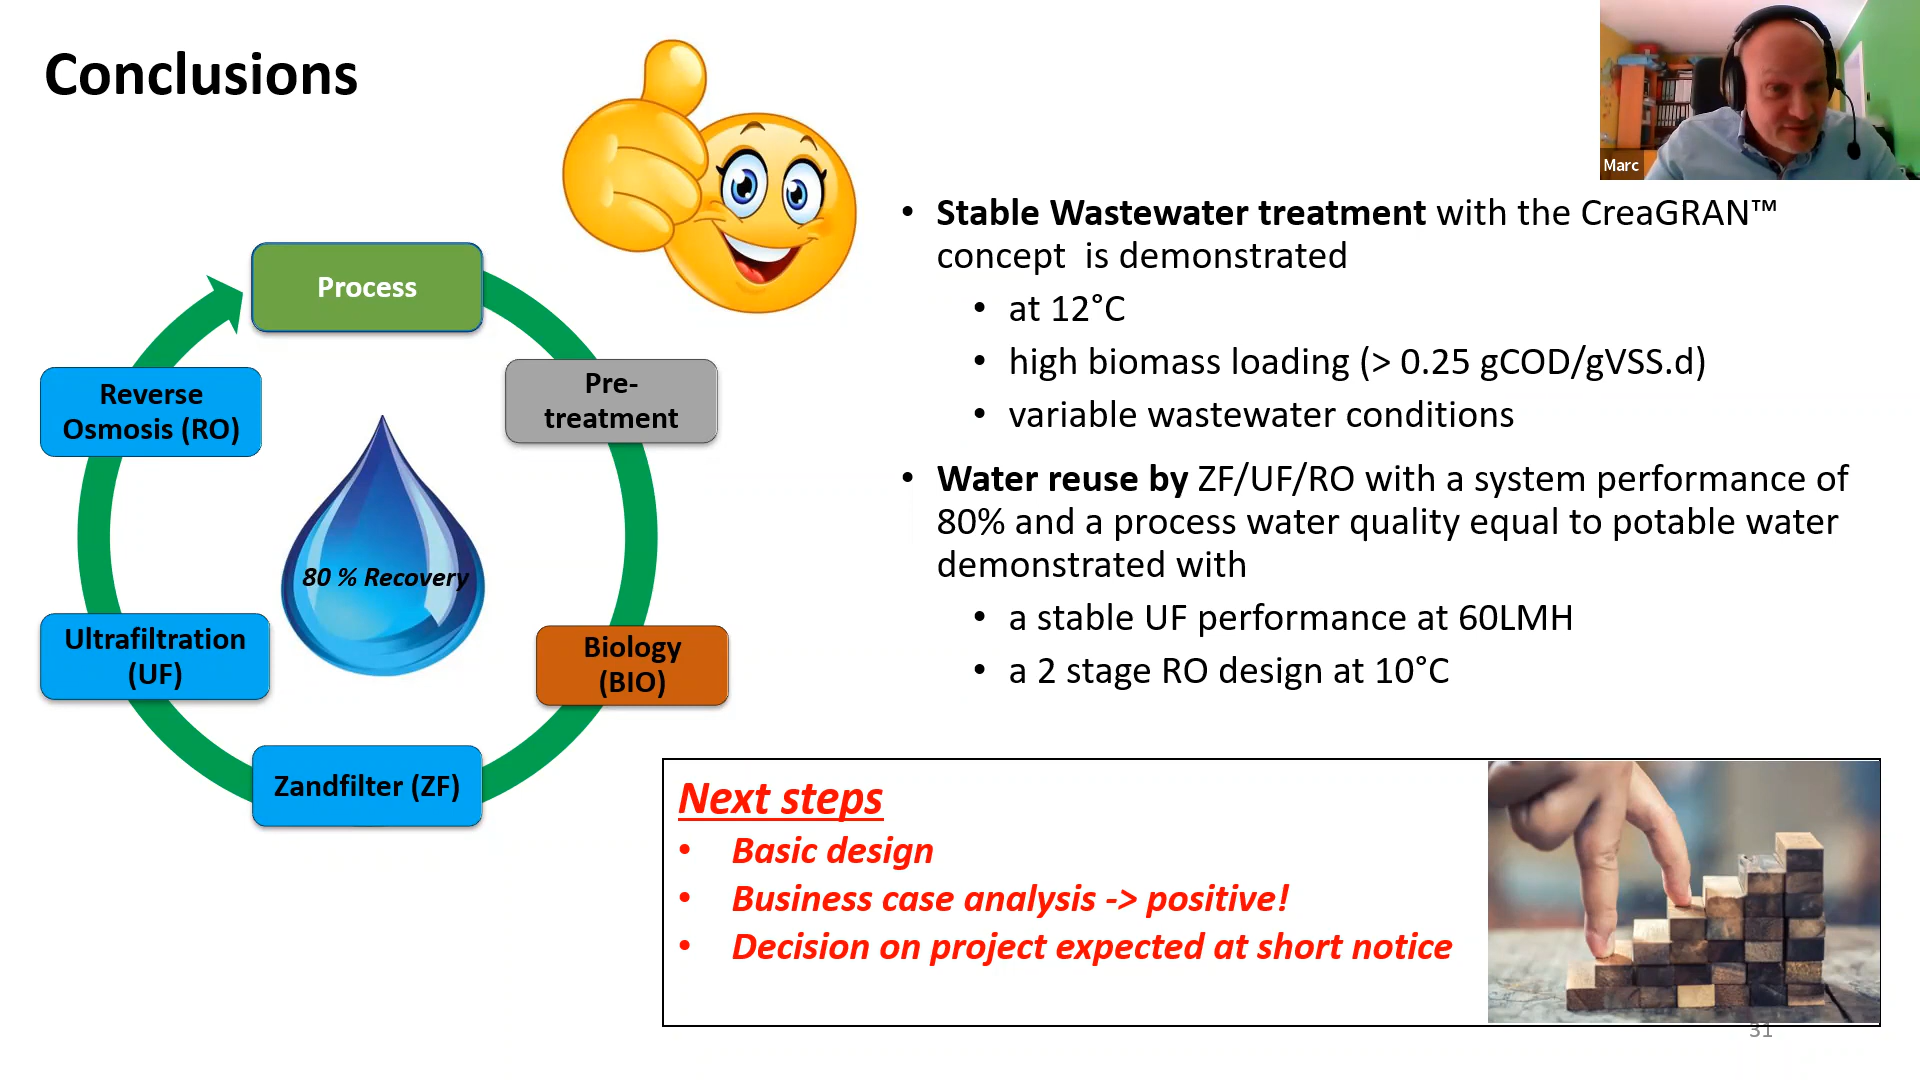 Conclusions
Marc
Process
Pre-
treatment
Biology
(BIO)
Zandfilter (ZF)
Ultrafiltration
(UF)
Reverse
Osmosis (RO)
80 % Recovery
• Stable Wastewater treatment with the CreaGRAN™
concept is demonstrated
• at 12°C
• high biomass loading (> 0.25 gCOD/gVSS.d)
• variable wastewater conditions
• Water reuse by ZF/UF/RO with a system performance of
80% and a process water quality equal to potable water
demonstrated with
• a stable UF performance at 60LMH
• a 2 stage RO design at 10°C
Next steps
• Basic design
• Business case analysis -> positive!
• Decision on project expected at short notice
31